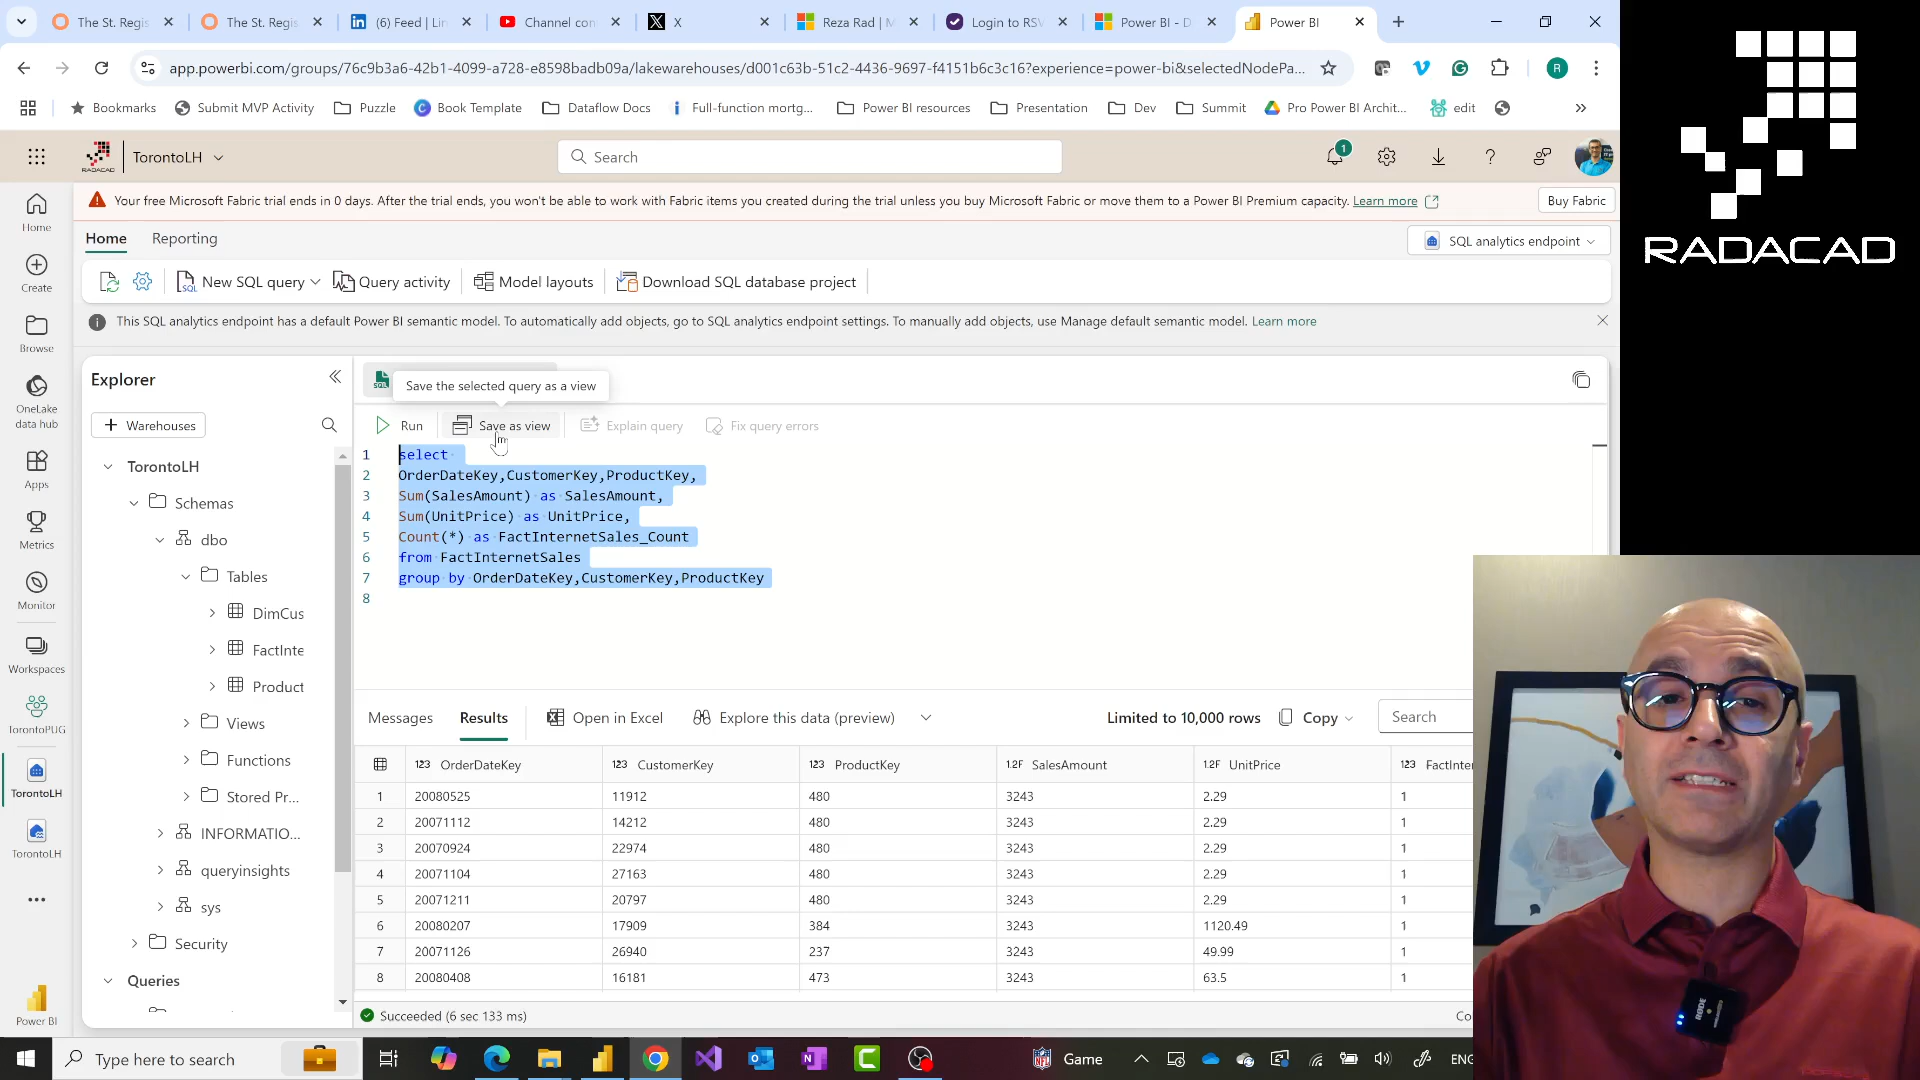 The St. Regis
The St. Regis
(6) Feed | Lin
Channel con
X
Reza Rad | M
Login to RSV
Power BI - D
Power BI
app.powerbi.com/groups/76c9b3a6-42b1-4099-a728-e8598badb09a/lakewarehouses/d001c63b-51c2-4436-9697-f4151b6c3c16?experience=power-bi&selectedNodePa...
R
Bookmarks
Submit MVP Activity
Puzzle
Book Template
Dataflow Docs
Full-function mortg...
Power BI resources
Presentation
Dev
Summit
Pro Power BI Archit...
edit
RADACAD
TorontoLH
Search
1
Your free Microsoft Fabric trial ends in 0 days. After the trial ends, you won't be able to work with Fabric items you created during the trial unless you buy Microsoft Fabric or move them to a Power BI Premium capacity. Learn more
Buy Fabric
Home
Reporting
SQL analytics endpoint
New SQL query
Query activity
Model layouts
Download SQL database project
This SQL analytics endpoint has a default Power BI semantic model. To automatically add objects, go to SQL analytics endpoint settings. To manually add objects, use Manage default semantic model. Learn more
Home
Create
Browse
OneLake
data hub
Apps
Metrics
Monitor
Workspaces
TorontoPUG
TorontoLH
TorontoLH
Power BI
Explorer
Warehouses
TorontoLH
Schemas
dbo
Tables
DimCus
FactInte
Product
Views
Functions
Stored Pr...
INFORMATIO...
queryinsights
sys
Security
Queries
Save the selected query as a view
Run
Save as view
Explain query
Fix query errors
1 select
2 OrderDateKey,CustomerKey,ProductKey,
3 Sum(SalesAmount) as SalesAmount,
4 Sum(UnitPrice) as UnitPrice,
5 Count(*) as FactInternetSales_Count
6 from FactInternetSales
7 group by OrderDateKey,CustomerKey,ProductKey
8
Messages
Results
Open in Excel
Explore this data (preview)
Limited to 10,000 rows
Copy
Search
123 OrderDateKey 123 CustomerKey 123 ProductKey 1.2F SalesAmount 1.2F UnitPrice 123 FactInter
1 20080525 11912 480 3243 2.29 1
2 20071112 14212 480 3243 2.29 1
3 20070924 22974 480 3243 2.29 1
4 20071104 27163 480 3243 2.29 1
5 20071211 20797 480 3243 2.29 1
6 20080207 17909 384 3243 1120.49 1
7 20071126 26940 237 3243 49.99 1
8 20080408 16181 473 3243 63.5 1
Succeeded (6 sec 133 ms)
Co
Type here to search
Game
ENG
RADACAD
RØDE